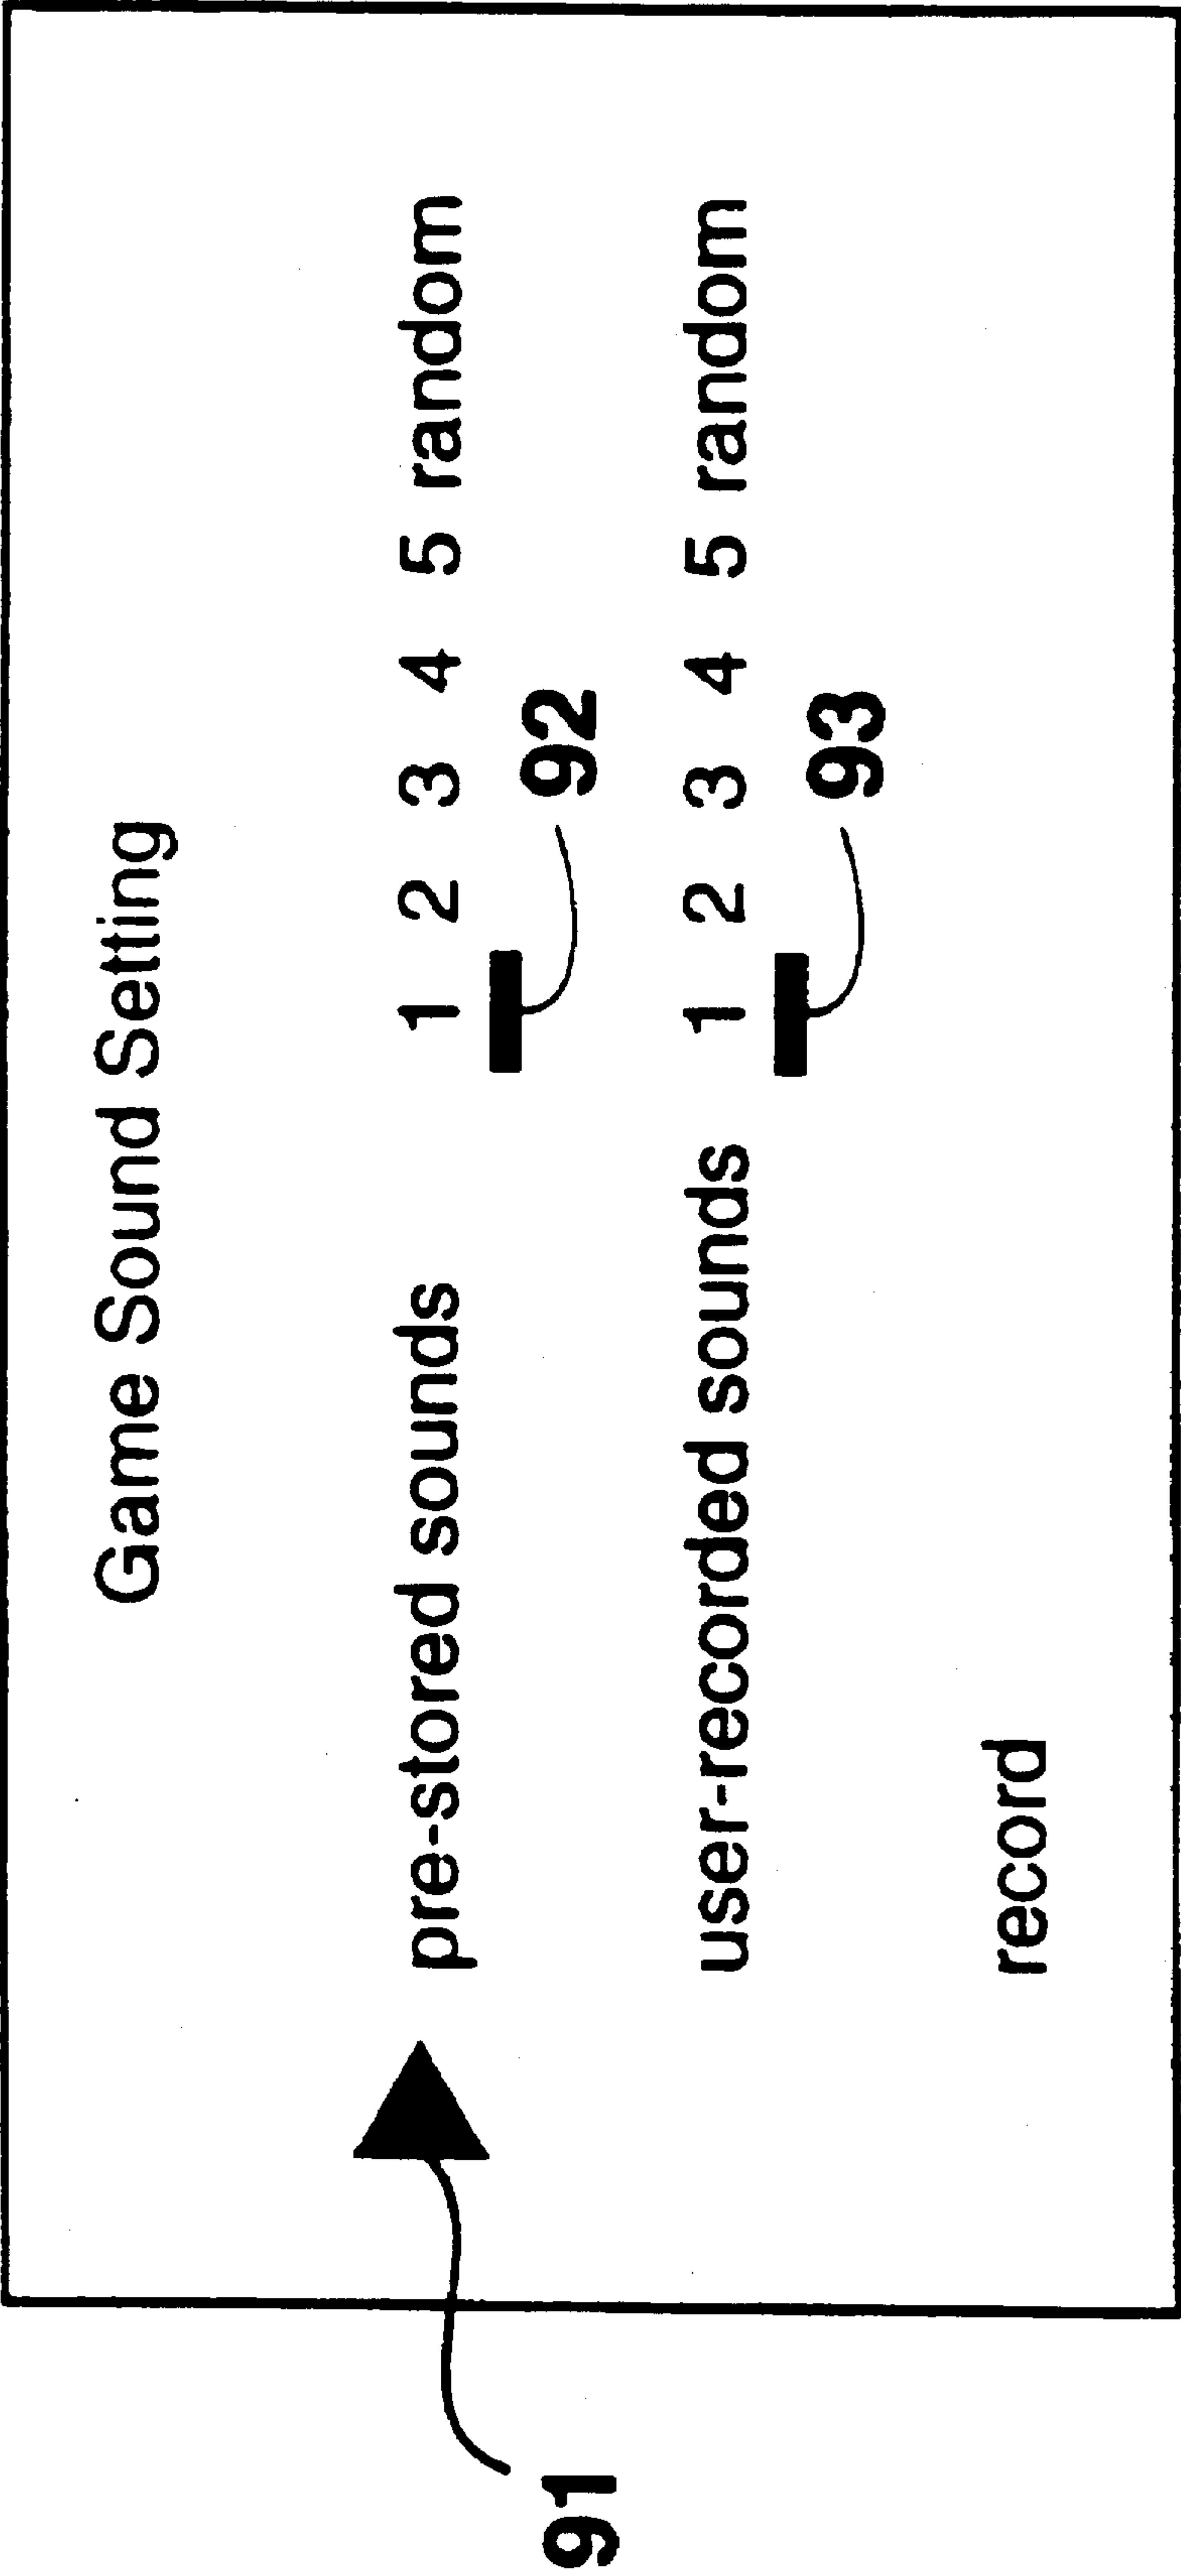 Game Sound Setting
pre-stored sounds 1 2 3 4 5 random
92
user-recorded sounds 1 2 3 4 5 random
93
record
91